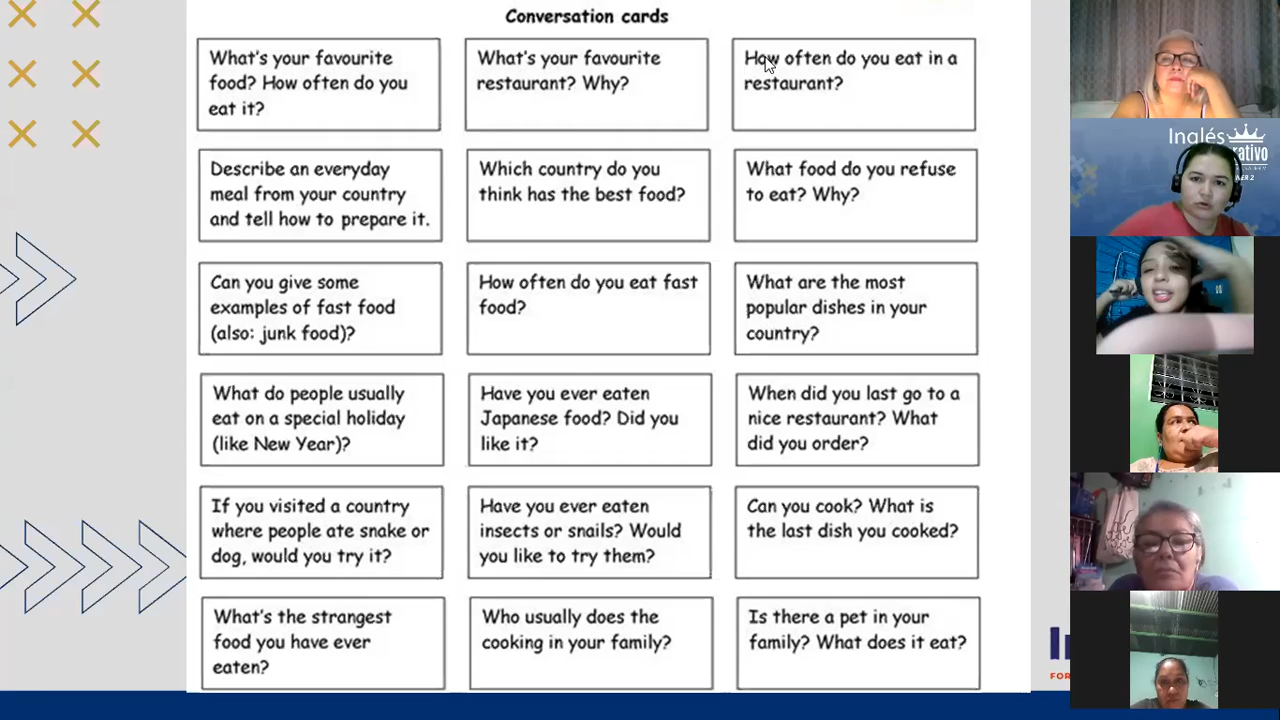 Conversation cards
What's your favourite
food? How often do you
eat it?
What's your favourite
restaurant? Why?
How often do you eat in a
restaurant?
Describe an everyday
meal from your country
and tell how to prepare it.
Which country do you
think has the best food?
What food do you refuse
to eat? Why?
Can you give some
examples of fast food
(also: junk food)?
How often do you eat fast
food?
What are the most
popular dishes in your
country?
What do people usually
eat on a special holiday
(like New Year)?
Have you ever eaten
Japanese food? Did you
like it?
When did you last go to a
nice restaurant? What
did you order?
If you visited a country
where people ate snake or
dog, would you try it?
Have you ever eaten
insects or snails? Would
you like to try them?
Can you cook? What is
the last dish you cooked?
What's the strangest
food you have ever
eaten?
Who usually does the
cooking in your family?
Is there a pet in your
family? What does it eat?
Inglés